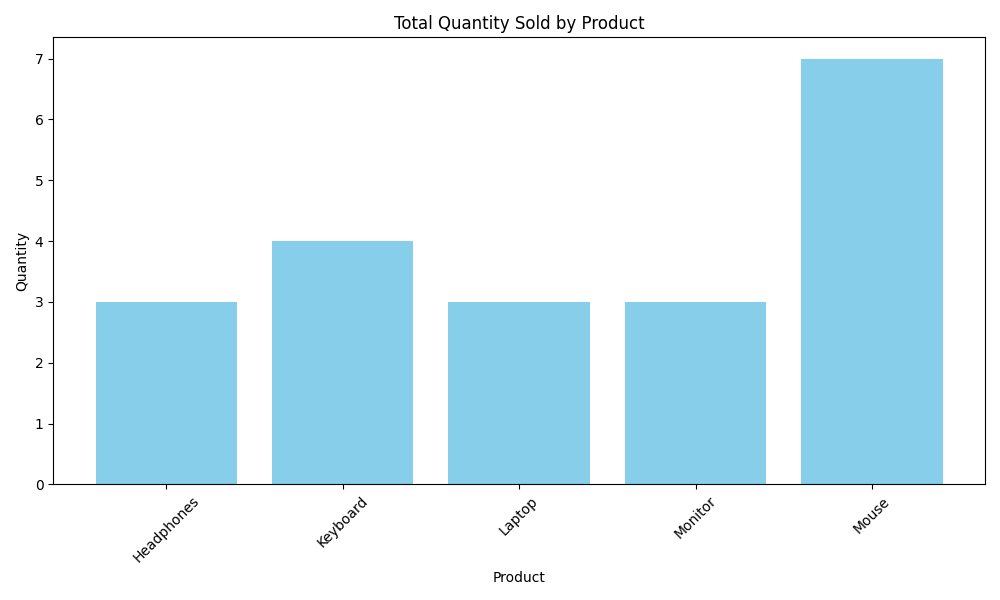 Total Quantity Sold by Product
Quantity
7
6
5
4
3
2
1
0
Headphones
Keyboard
Laptop
Monitor
Mouse
Product